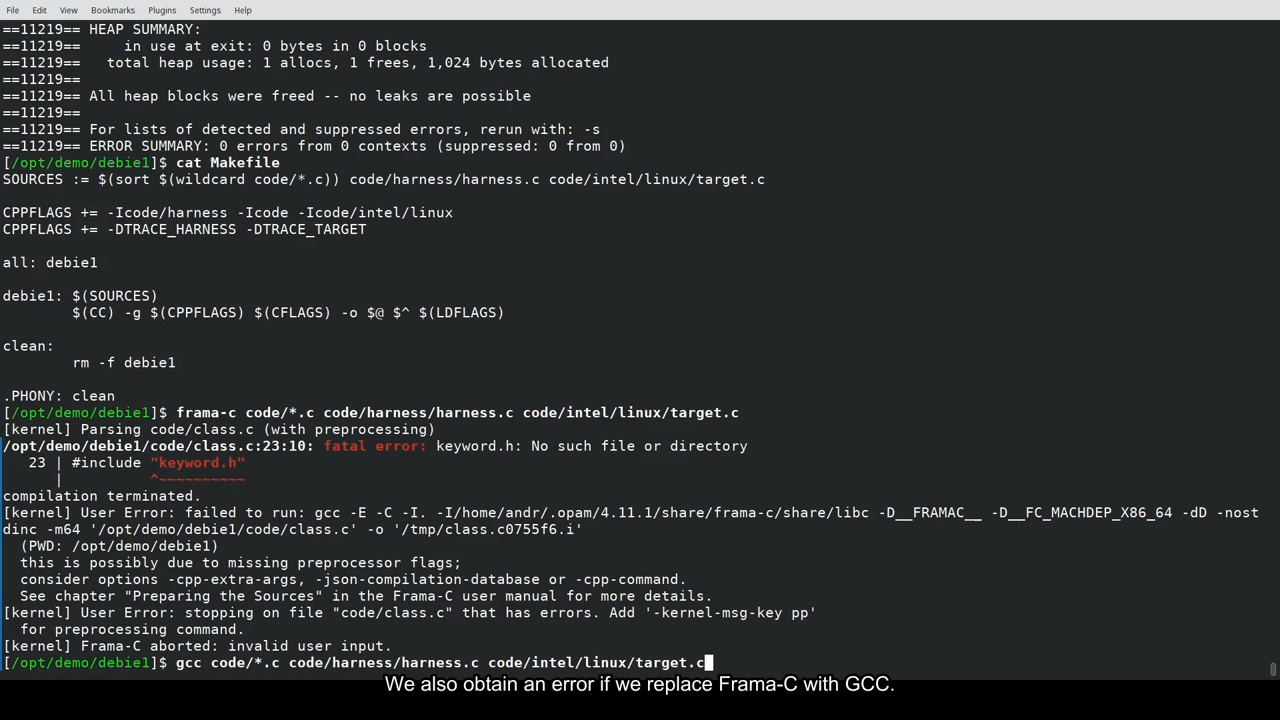 File Edit View Bookmarks Plugins Settings Help
==11219== HEAP SUMMARY:
==11219==     in use at exit: 0 bytes in 0 blocks
==11219==   total heap usage: 1 allocs, 1 frees, 1,024 bytes allocated
==11219==
==11219== All heap blocks were freed -- no leaks are possible
==11219==
==11219== For lists of detected and suppressed errors, rerun with: -s
==11219== ERROR SUMMARY: 0 errors from 0 contexts (suppressed: 0 from 0)
[/opt/demo/debie1]$ cat Makefile
SOURCES := $(sort $(wildcard code/*.c)) code/harness/harness.c code/intel/linux/target.c
CPPFLAGS += -Icode/harness -Icode -Icode/intel/linux
CPPFLAGS += -DTRACE_HARNESS -DTRACE_TARGET
all: debie1
debie1: $(SOURCES)
        $(CC) -g $(CPPFLAGS) $(CFLAGS) -o $@ $^ $(LDFLAGS)
clean:
        rm -f debie1
.PHONY: clean
[/opt/demo/debie1]$ frama-c code/*.c code/harness/harness.c code/intel/linux/target.c
[kernel] Parsing code/class.c (with preprocessing)
/opt/demo/debie1/code/class.c:23:10: fatal error: keyword.h: No such file or directory
   23 | #include "keyword.h"
      |          ^~~~~~~~~~~
compilation terminated.
[kernel] User Error: failed to run: gcc -E -C -I. -I/home/andr/.opam/4.11.1/share/frama-c/share/libc -D__FRAMAC__ -D__FC_MACHDEP_X86_64 -dD -nost
dinc -m64 '/opt/demo/debie1/code/class.c' -o '/tmp/class.c0755f6.i'
  (PWD: /opt/demo/debie1)
  this is possibly due to missing preprocessor flags;
  consider options -cpp-extra-args, -json-compilation-database or -cpp-command.
  See chapter "Preparing the Sources" in the Frama-C user manual for more details.
[kernel] User Error: stopping on file "code/class.c" that has errors. Add '-kernel-msg-key pp'
  for preprocessing command.
[kernel] Frama-C aborted: invalid user input.
[/opt/demo/debie1]$ gcc code/*.c code/harness/harness.c code/intel/linux/target.c
We also obtain an error if we replace Frama-C with GCC.